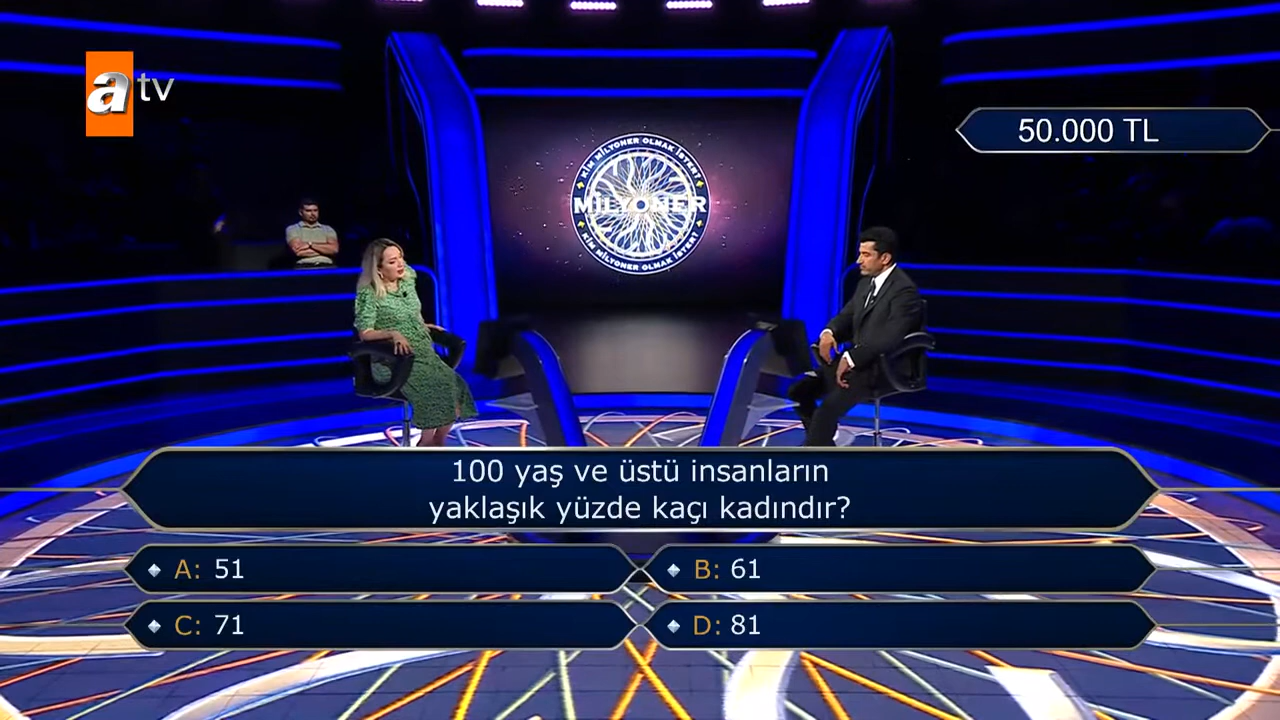 atv
50.000 TL
KİM MİLYONER OLMAK İSTER?
MİLYONER
KİM MİLYONER OLMAK İSTER?
100 yaş ve üstü insanların
yaklaşık yüzde kaçı kadındır?
A: 51
B: 61
C: 71
D: 81